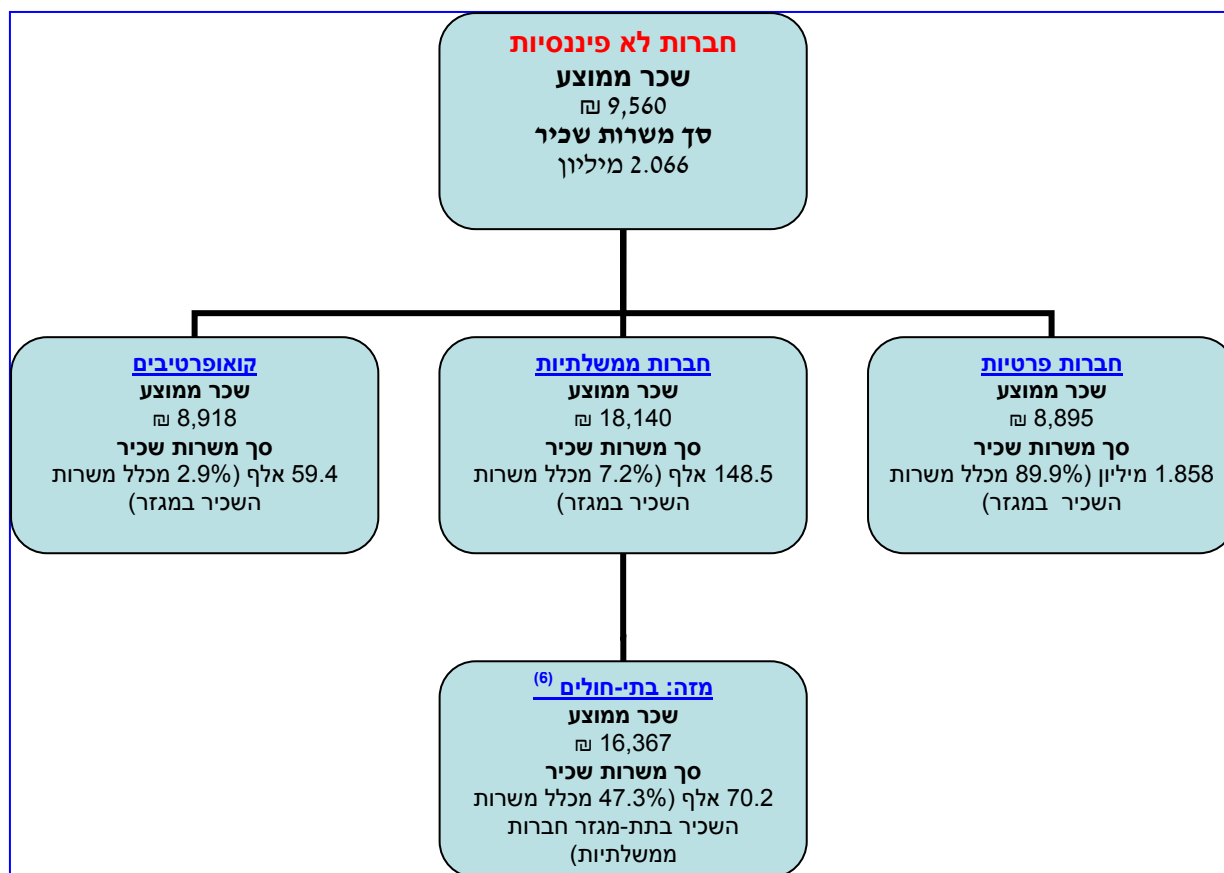 חברות לא פיננסיות
שכר ממוצע
9,560 ₪
סך משרות שכיר
2.066 מיליון
חברות פרטיות
שכר ממוצע
8,895 ₪
סך משרות שכיר
1.858 מיליון (89.9% מכלל משרות
השכיר במגזר)
חברות ממשלתיות
שכר ממוצע
18,140 ₪
סך משרות שכיר
148.5 אלף (7.2% מכלל משרות
השכיר במגזר)
קואופרטיבים
שכר ממוצע
8,918 ₪
סך משרות שכיר
59.4 אלף (2.9% מכלל משרות
השכיר במגזר)
מזה: בתי-חולים (6)
שכר ממוצע
16,367 ₪
סך משרות שכיר
70.2 אלף (47.3% מכלל משרות
השכיר בתת-מגזר חברות
ממשלתיות)